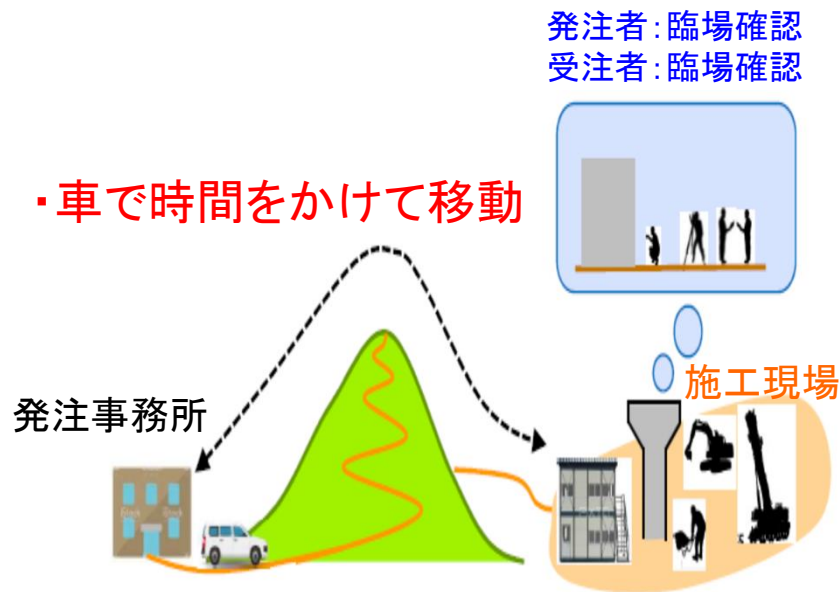 発注者:臨場確認
受注者:臨場確認
・車で時間をかけて移動
施工現場
発注事務所